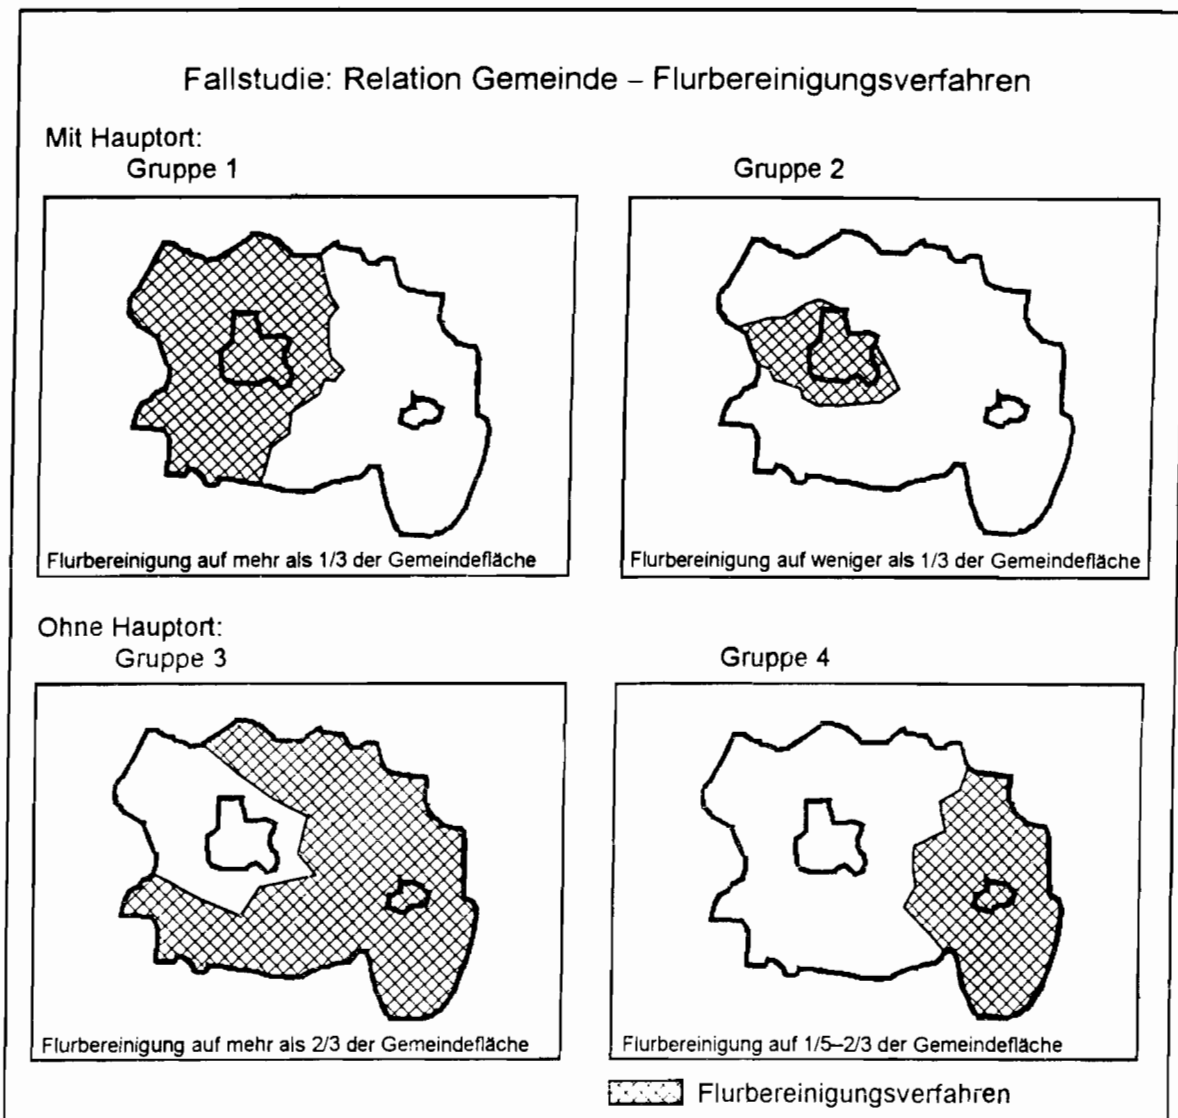 Fallstudie: Relation Gemeinde – Flurbereinigungsverfahren
Mit Hauptort:
Gruppe 1
Gruppe 2
Flurbereinigung auf mehr als 1/3 der Gemeindefläche
Flurbereinigung auf weniger als 1/3 der Gemeindefläche
Ohne Hauptort:
Gruppe 3
Gruppe 4
Flurbereinigung auf mehr als 2/3 der Gemeindefläche
Flurbereinigung auf 1/5–2/3 der Gemeindefläche
Flurbereinigungsverfahren